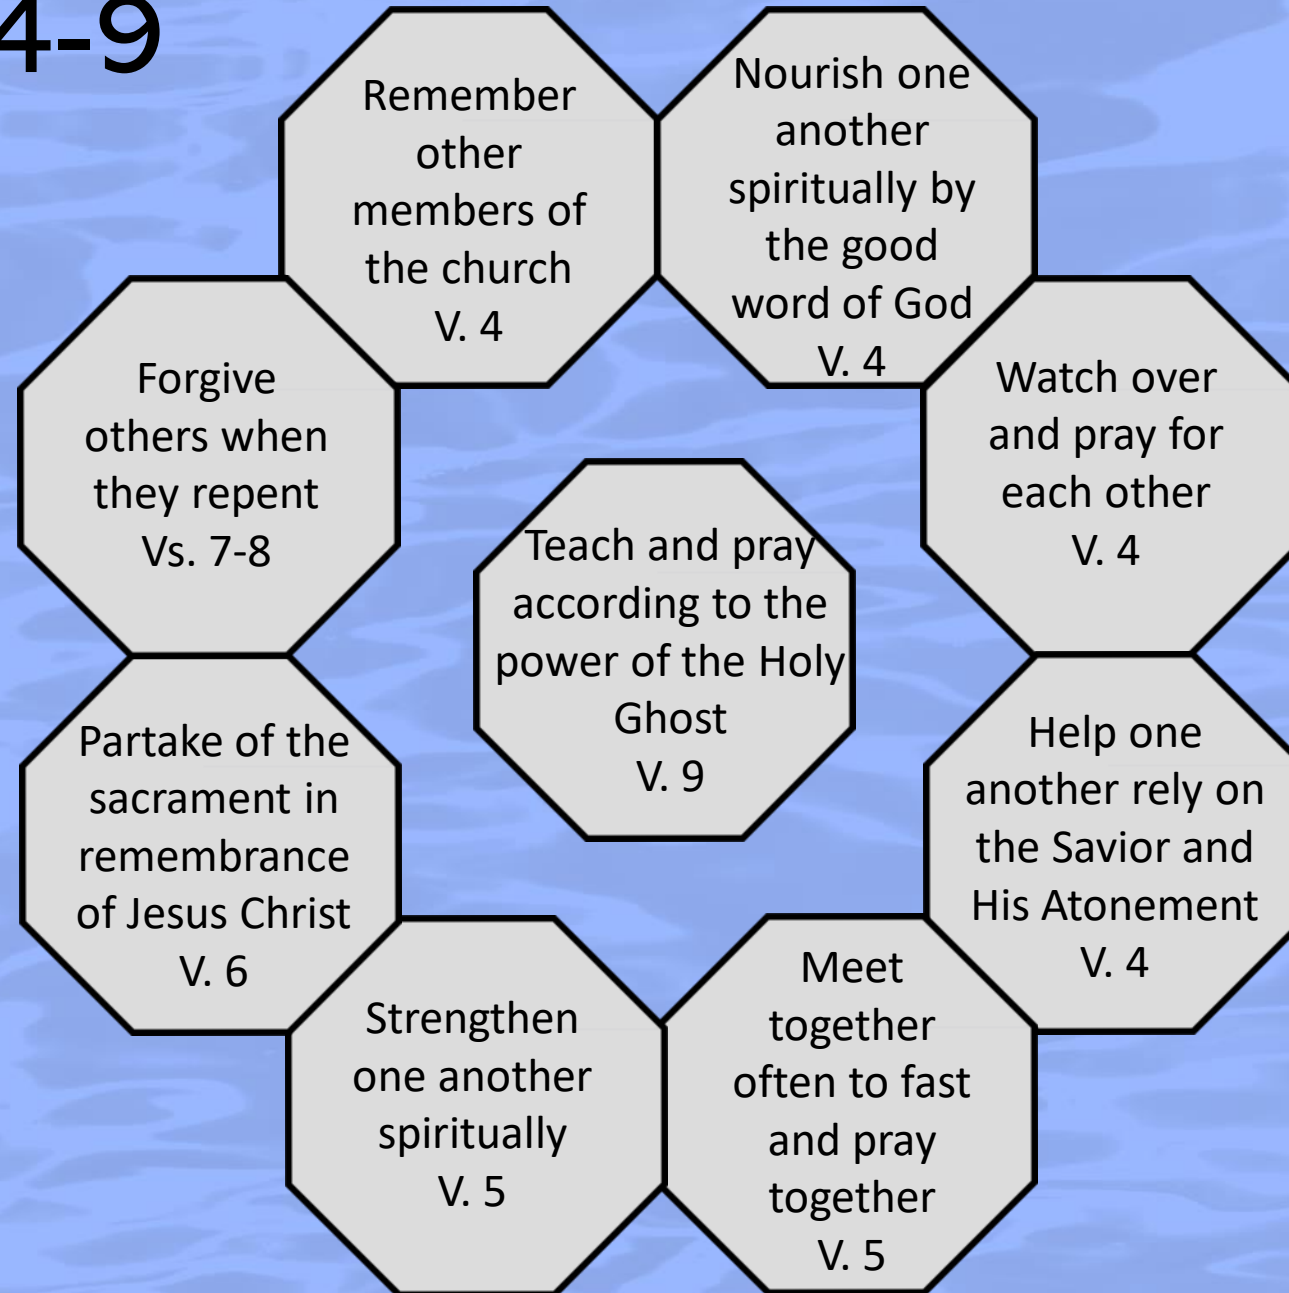 4-9
Remember
other
members of
the church
V. 4
Nourish one
another
spiritually by
the good
word of God
V. 4
Watch over
and pray for
each other
V. 4
Help one
another rely on
the Savior and
His Atonement
V. 4
Meet
together
often to fast
and pray
together
V. 5
Strengthen
one another
spiritually
V. 5
Partake of the
sacrament in
remembrance
of Jesus Christ
V. 6
Forgive
others when
they repent
Vs. 7-8
Teach and pray
according to the
power of the Holy
Ghost
V. 9